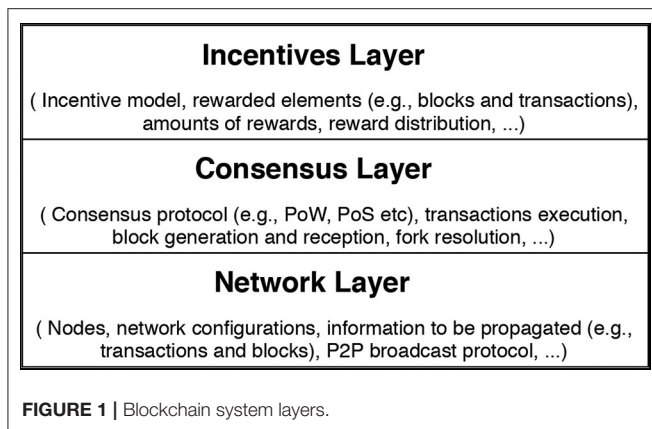 Incentives Layer
( Incentive model, rewarded elements (e.g., blocks and transactions),
amounts of rewards, reward distribution, ...)
Consensus Layer
( Consensus protocol (e.g., PoW, PoS etc), transactions execution,
block generation and reception, fork resolution, ...)
Network Layer
( Nodes, network configurations, information to be propagated (e.g.,
transactions and blocks), P2P broadcast protocol, ...)
FIGURE 1 | Blockchain system layers.